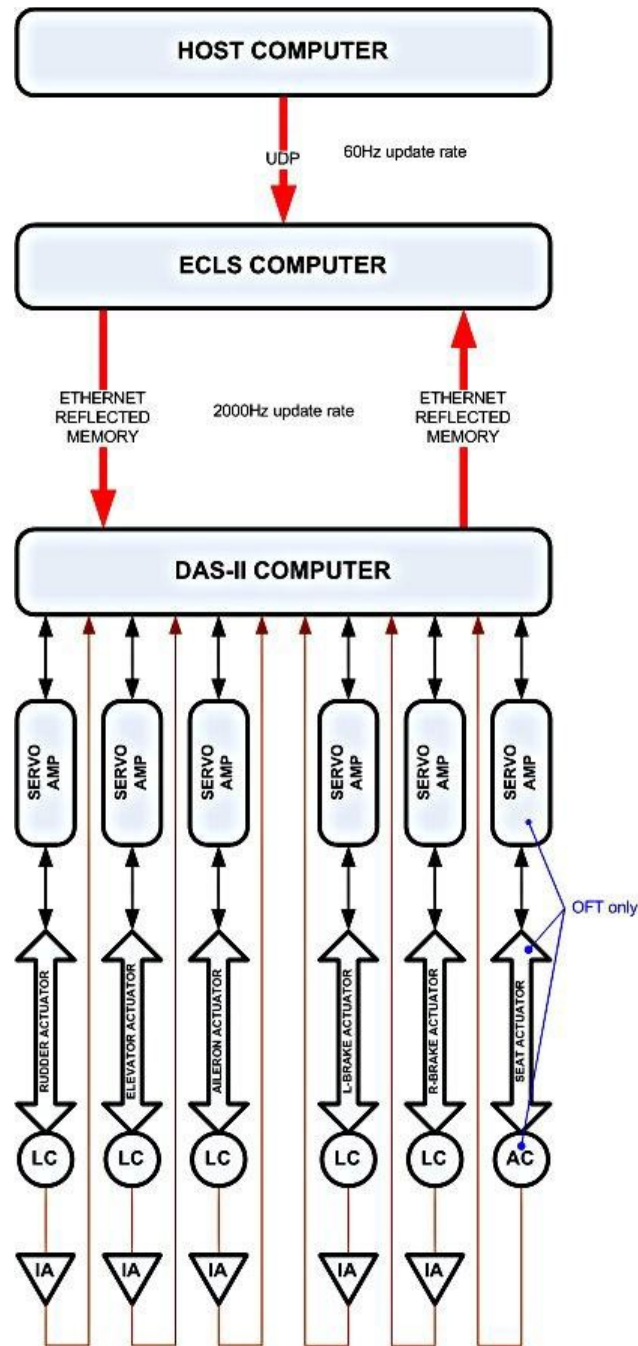 HOST COMPUTER
UDP
60Hz update rate
ECLS COMPUTER
ETHERNET
REFLECTED
MEMORY
2000Hz update rate
ETHERNET
REFLECTED
MEMORY
DAS-II COMPUTER
SERVO
AMP
SERVO
AMP
SERVO
AMP
SERVO
AMP
SERVO
AMP
SERVO
AMP
OFT only
RUDDER ACTUATOR
ELEVATOR ACTUATOR
AILERON ACTUATOR
L-BRAKE ACTUATOR
R-BRAKE ACTUATOR
SEAT ACTUATOR
LC
LC
LC
LC
LC
AC
IA
IA
IA
IA
IA